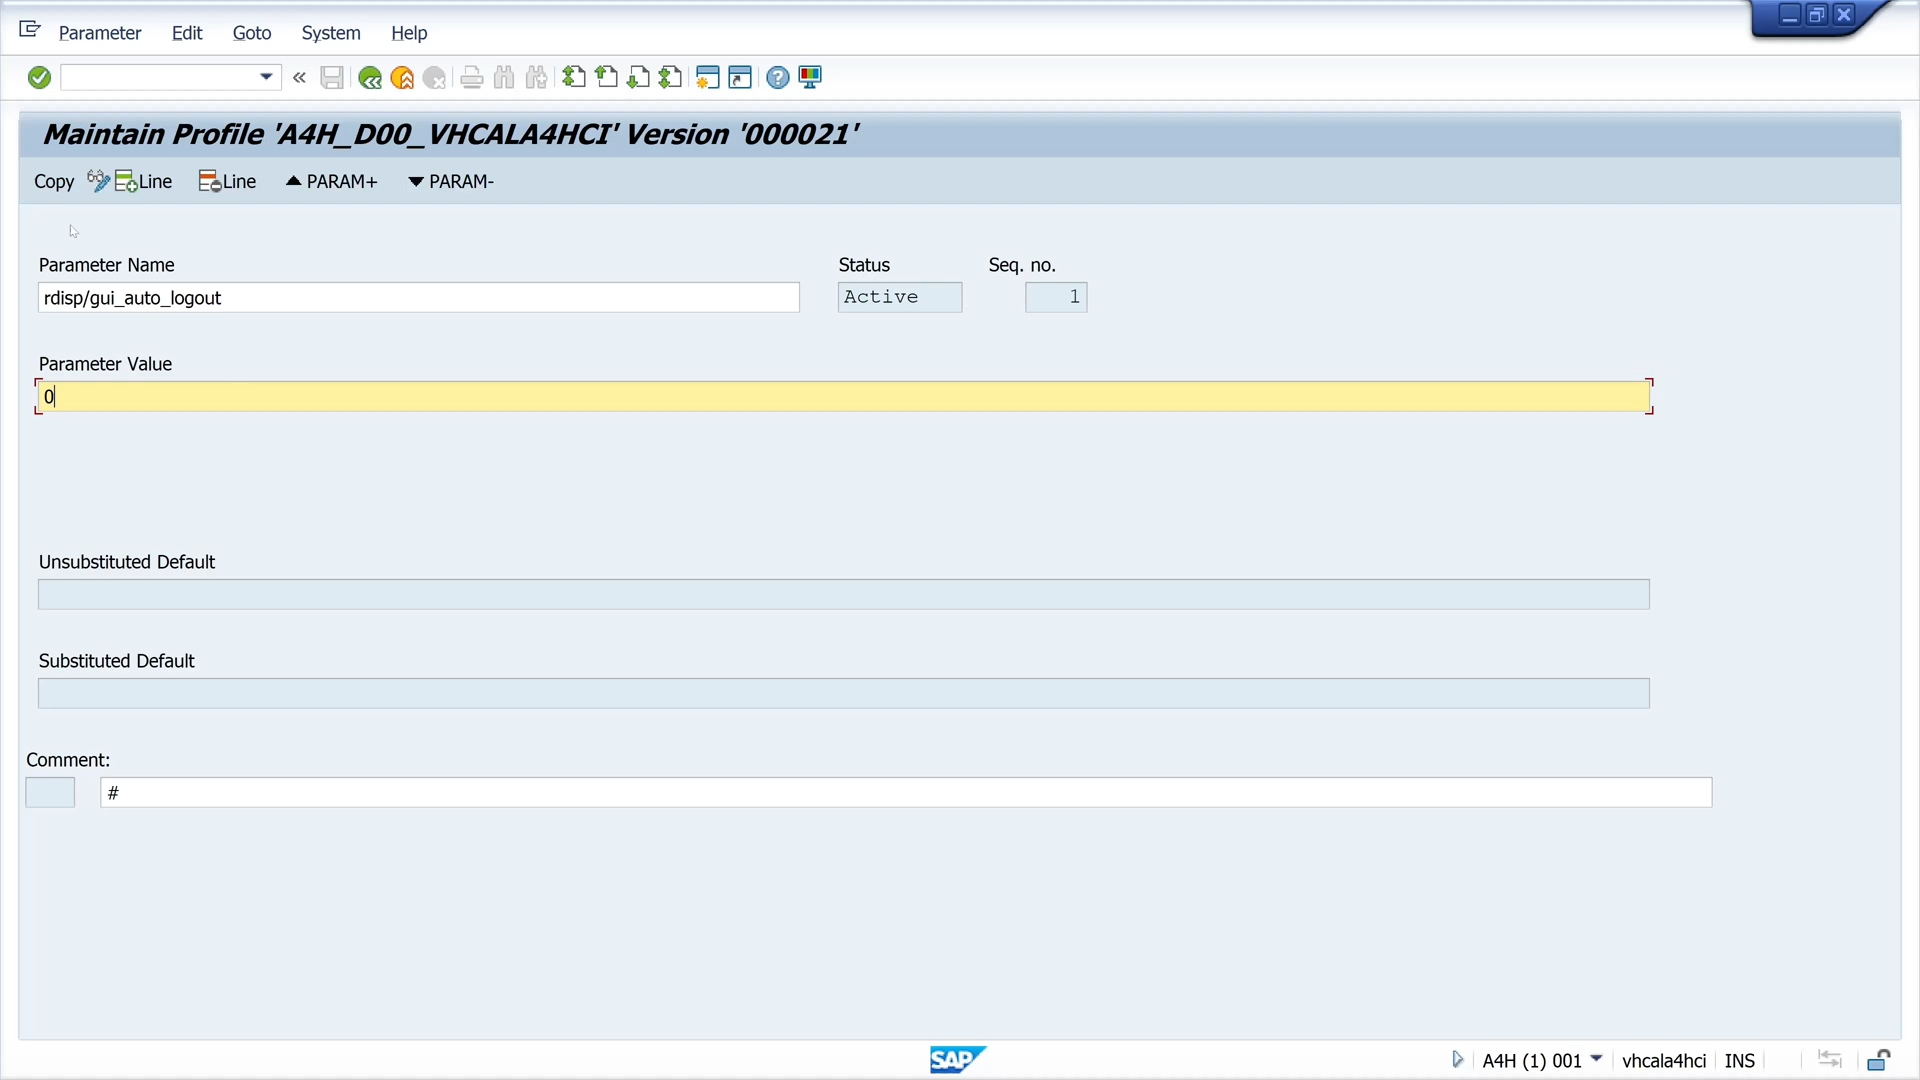 Parameter Edit Goto System Help
Maintain Profile 'A4H_D00_VHCALA4HCI' Version '000021'
Copy Line Line PARAM+ PARAM-
Parameter Name Status Seq. no.
rdisp/gui_auto_logout Active 1
Parameter Value
0
Unsubstituted Default
Substituted Default
Comment:
#
SAP A4H (1) 001 vhcala4hci INS